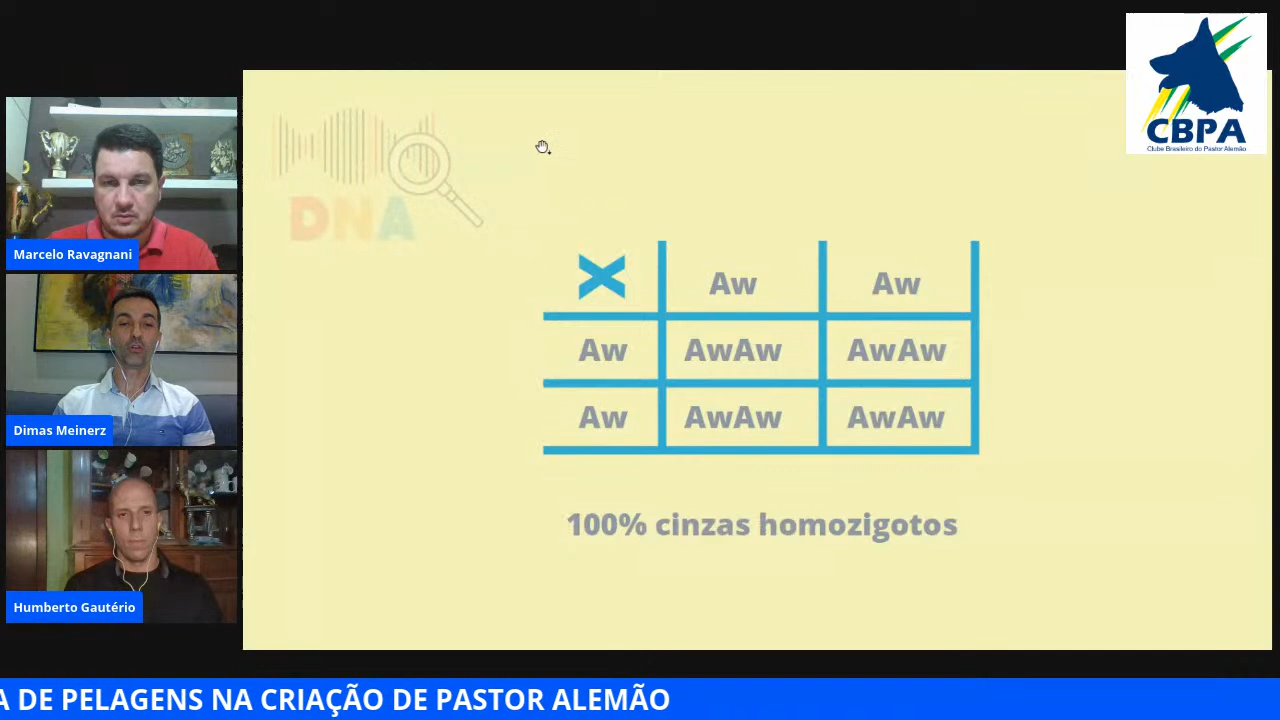 CBPA
Clube Brasileiro do Pastor Alemão
Marcelo Ravagnani
Dimas Meinerz
Humberto Gautério
DNA
X Aw Aw
Aw AwAw AwAw
Aw AwAw AwAw
100% cinzas homozigotos
A DE PELAGENS NA CRIAÇÃO DE PASTOR ALEMÃO